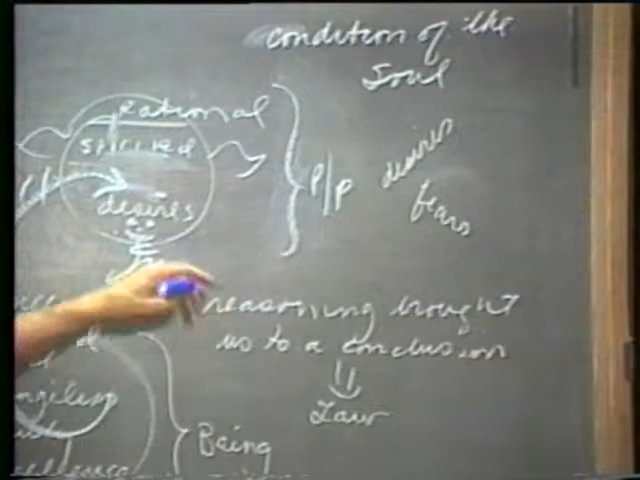 condition of the
Soul
rational
spirited
desires
P/P
desires
fears
reasoning brought
us to a conclusion
Law
Being